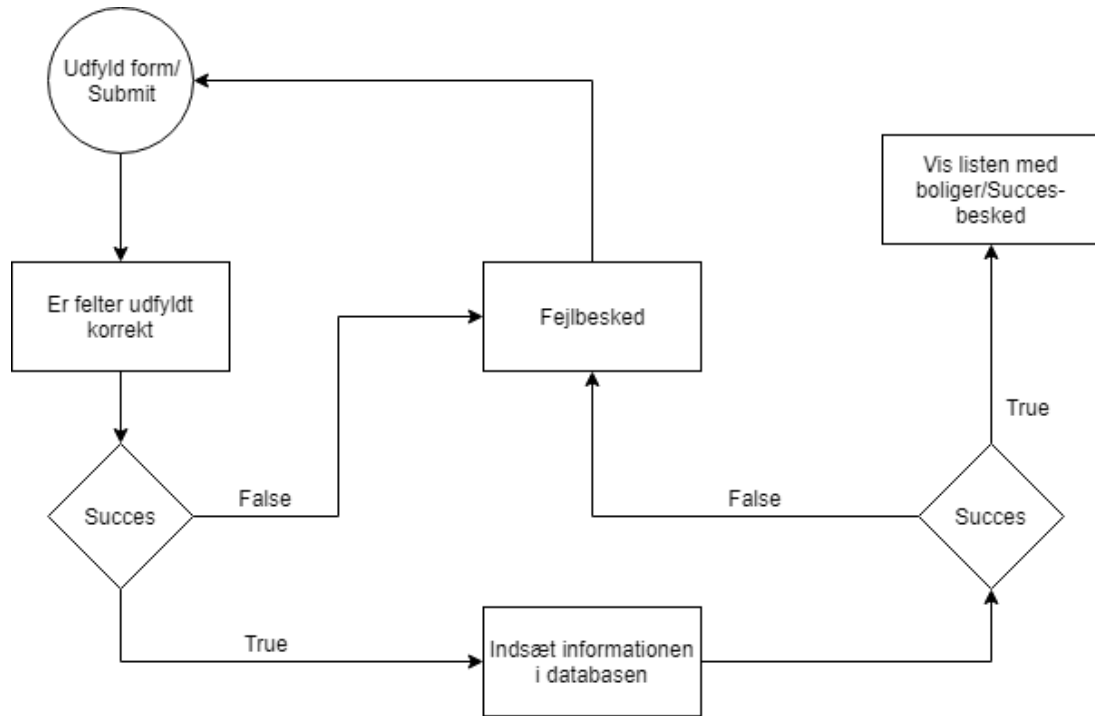 Udfyld form/
Submit
Vis listen med
boliger/Succes-
besked
Er felter udfyldt
korrekt
Fejlbesked
True
False
False
Succes
Succes
True
Indsæt informationen
i databasen